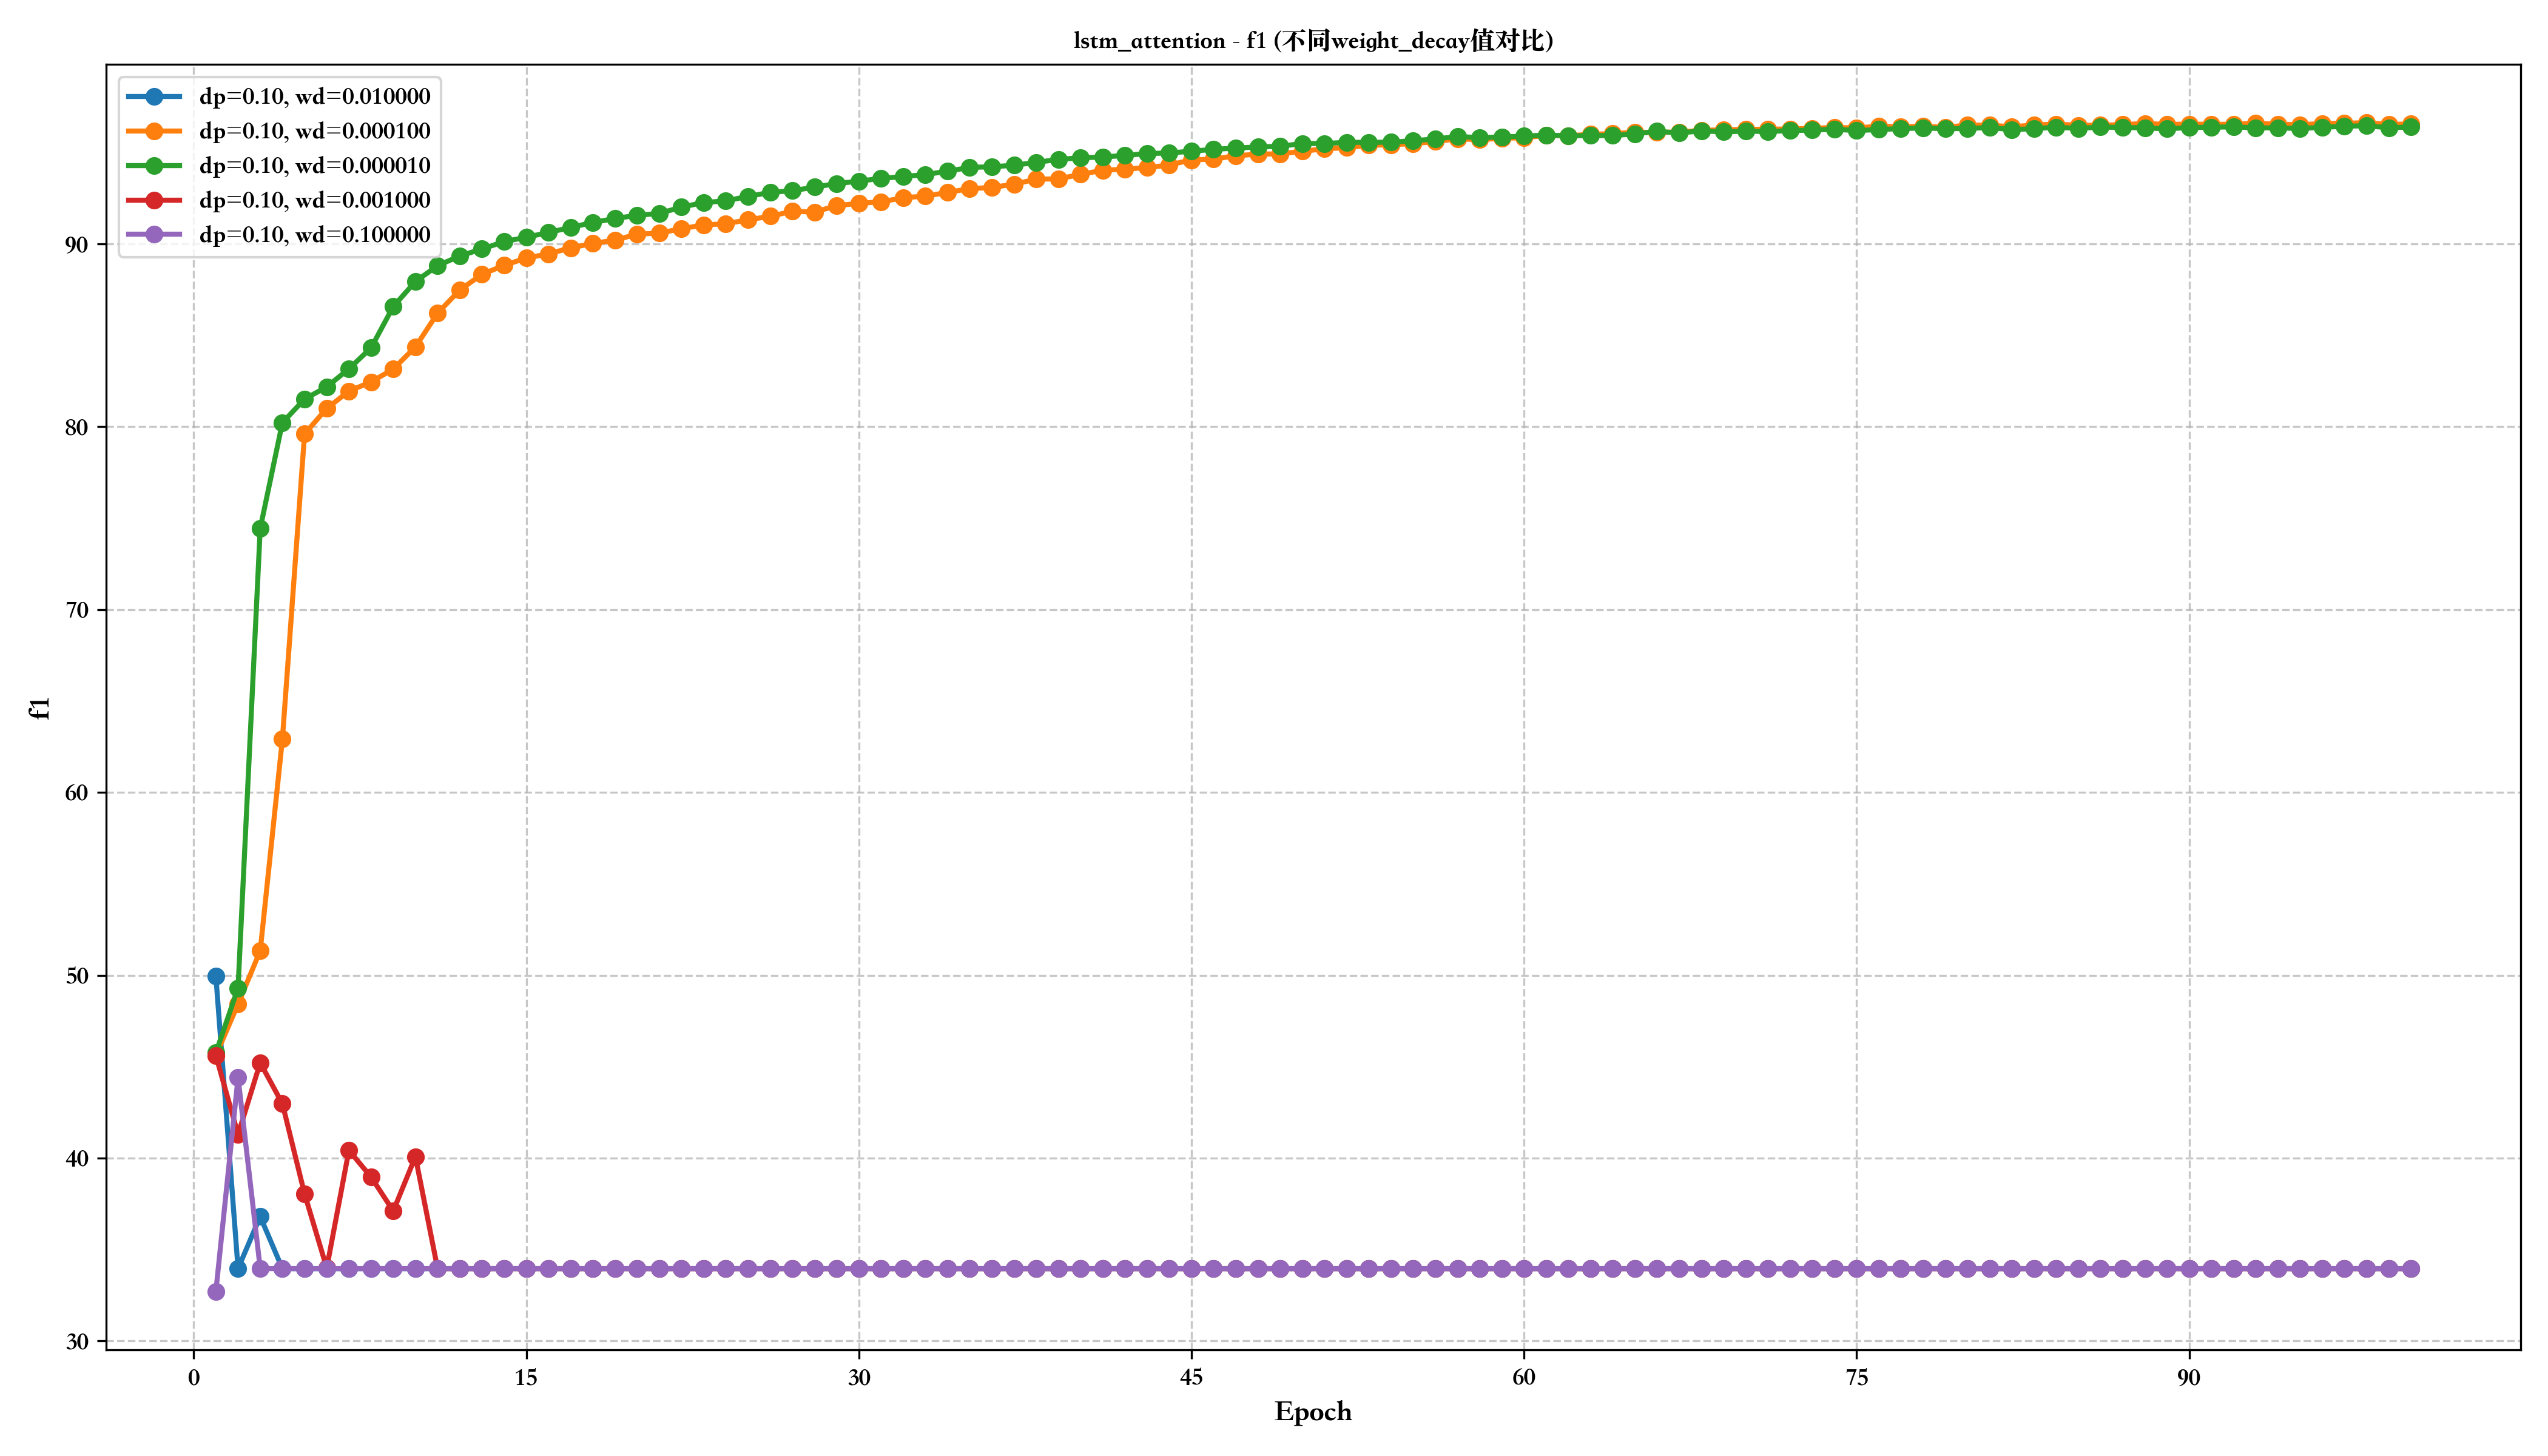 lstm_attention - f1 (不同weight_decay值对比)
dp=0.10, wd=0.010000
dp=0.10, wd=0.000100
dp=0.10, wd=0.000010
dp=0.10, wd=0.001000
dp=0.10, wd=0.100000
90
80
70
60
50
40
30
f1
0 15 30 45 60 75 90
Epoch